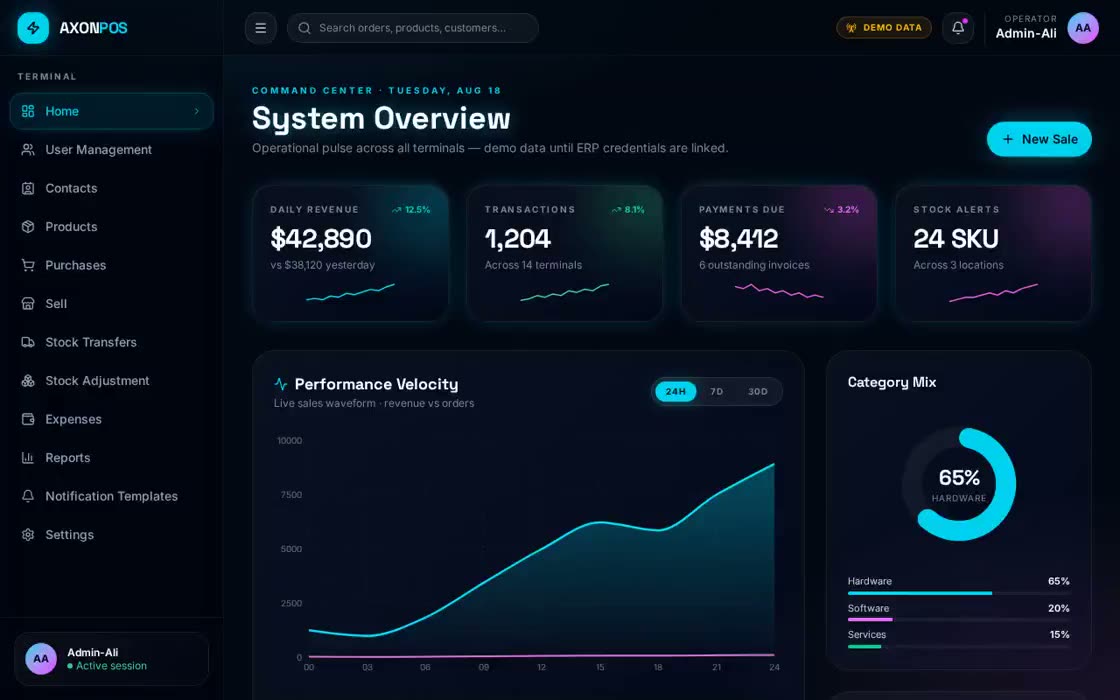 AXONPOS
Search orders, products, customers...
DEMO DATA
OPERATOR
Admin-Ali
AA
TERMINAL
Home
User Management
Contacts
Products
Purchases
Sell
Stock Transfers
Stock Adjustment
Expenses
Reports
Notification Templates
Settings
AA
Admin-Ali
Active session
COMMAND CENTER · TUESDAY, AUG 18
System Overview
Operational pulse across all terminals — demo data until ERP credentials are linked.
New Sale
DAILY REVENUE 12.5%
$42,890
vs $38,120 yesterday
TRANSACTIONS 8.1%
1,204
Across 14 terminals
PAYMENTS DUE 3.2%
$8,412
6 outstanding invoices
STOCK ALERTS
24 SKU
Across 3 locations
Performance Velocity
Live sales waveform · revenue vs orders
24H 7D 30D
10000
7500
5000
2500
0
00 03 06 09 12 15 18 21 24
Category Mix
65%
HARDWARE
Hardware 65%
Software 20%
Services 15%